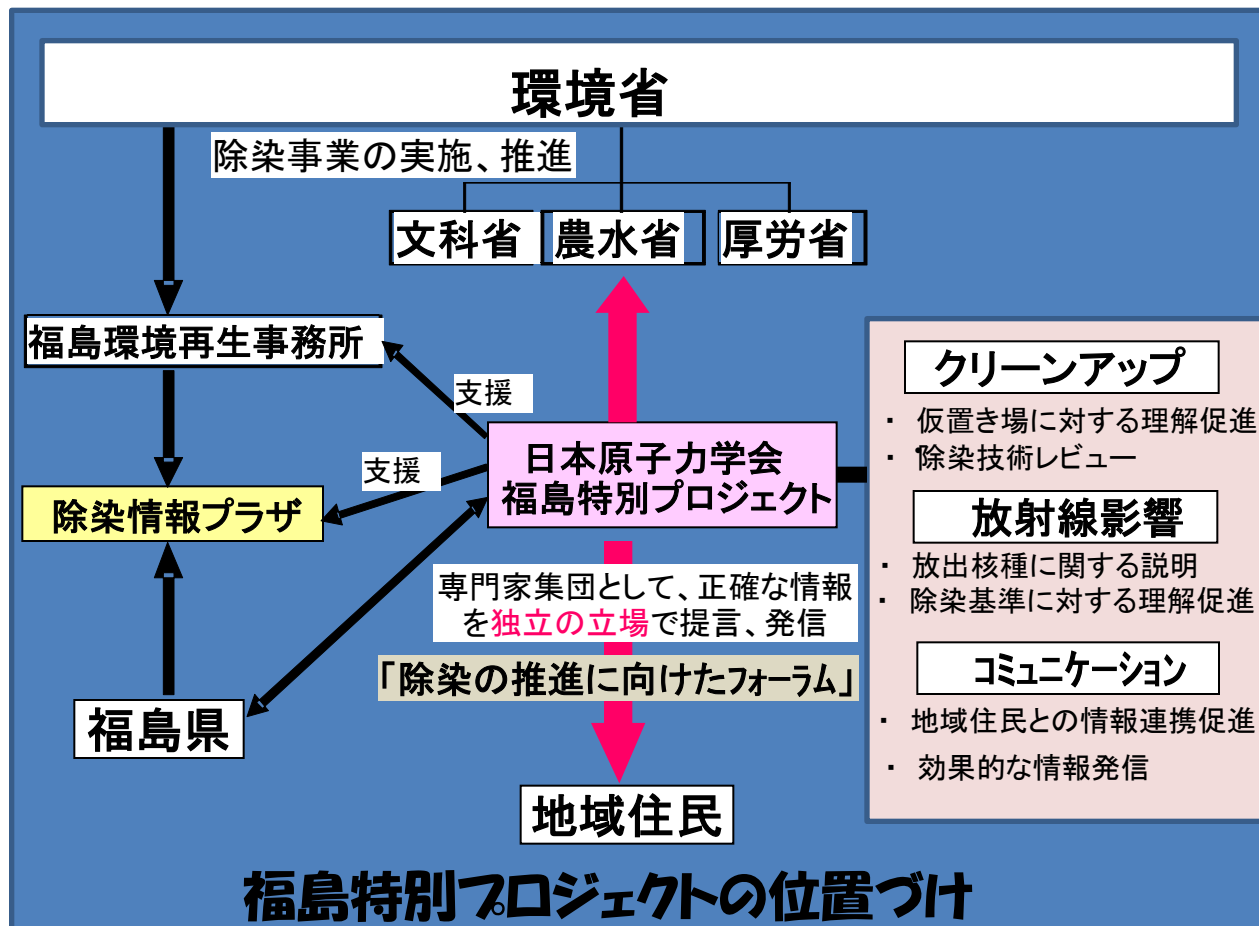 環境省
除染事業の実施、推進
文科省
農水省
厚労省
福島環境再生事務所
支援
支援
除染情報プラザ
日本原子力学会
福島特別プロジェクト
専門家集団として、正確な情報
を独立の立場で提言、発信
「除染の推進に向けたフォーラム」
福島県
地域住民
クリーンアップ
・ 仮置き場に対する理解促進
・ 除染技術レビュー
放射線影響
・ 放出核種に関する説明
・ 除染基準に対する理解促進
コミュニケーション
・ 地域住民との情報連携促進
・ 効果的な情報発信
福島特別プロジェクトの位置づけ